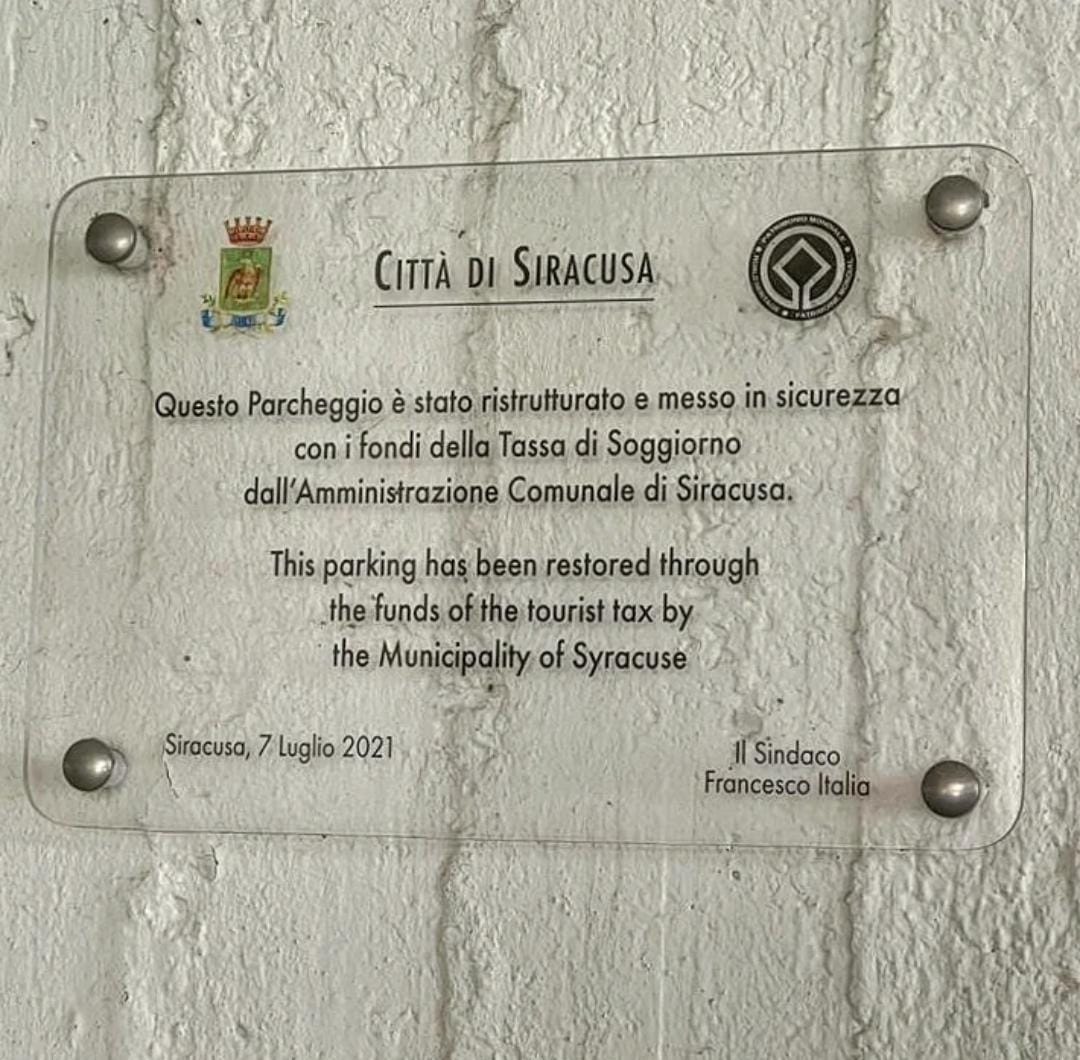 CITTÀ DI SIRACUSA
PATRIMONIO MONDIALE
Questo Parcheggio è stato ristrutturato e messo in sicurezza
con i fondi della Tassa di Soggiorno
dall'Amministrazione Comunale di Siracusa.
This parking has been restored through
the funds of the tourist tax by
the Municipality of Syracuse
Siracusa, 7 Luglio 2021
Il Sindaco
Francesco Italia